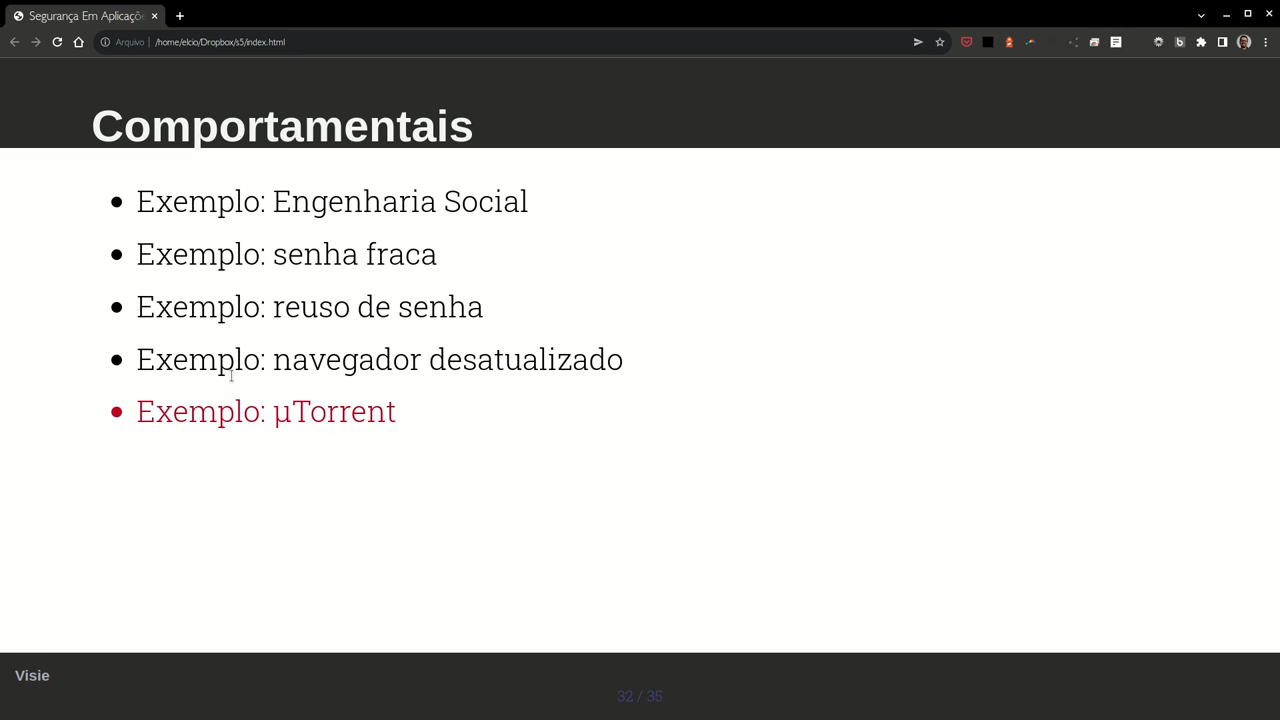 Segurança Em Aplicaçõ
Arquivo
/home/elcio/Dropbox/s5/index.html
Comportamentais
Exemplo: Engenharia Social
Exemplo: senha fraca
Exemplo: reuso de senha
Exemplo: navegador desatualizado
Exemplo: µTorrent
Visie
32 / 35